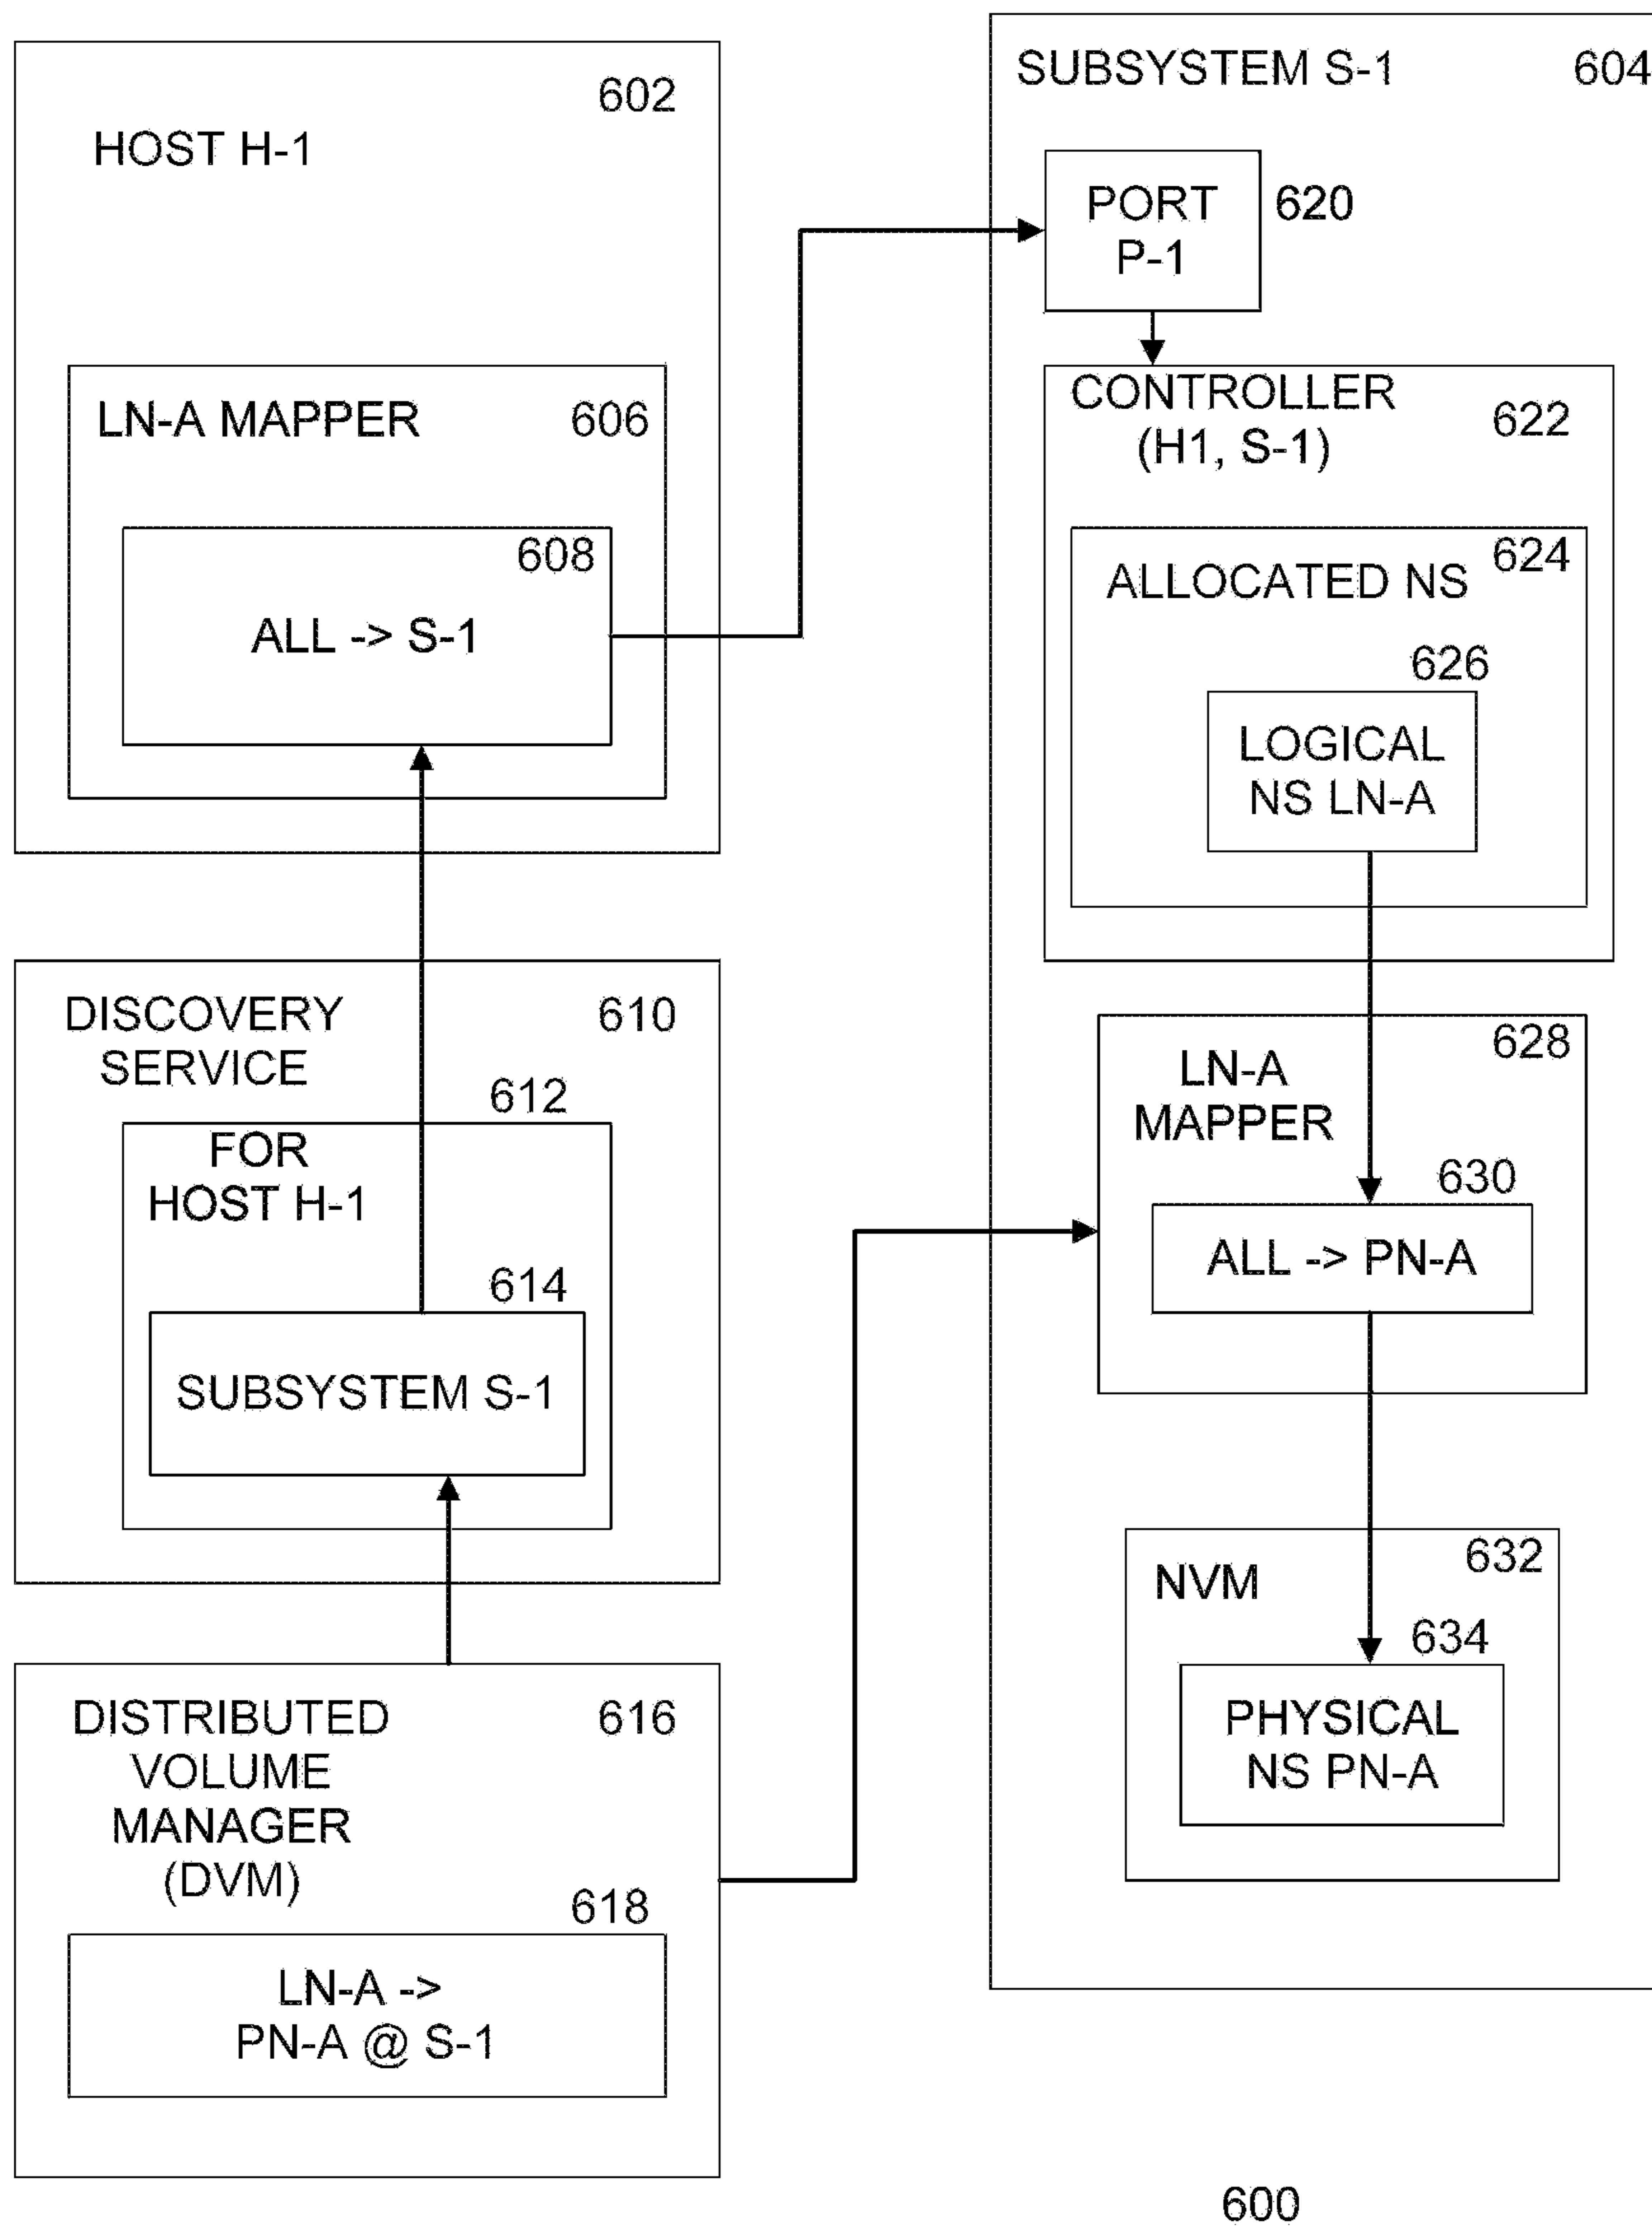 602
HOST H-1
LN-A MAPPER 606
608
ALL -> S-1
DISCOVERY 610
SERVICE
612
FOR
HOST H-1
614
SUBSYSTEM S-1
DISTRIBUTED 616
VOLUME
MANAGER
(DVM)
618
LN-A ->
PN-A @ S-1
SUBSYSTEM S-1 604
PORT 620
P-1
CONTROLLER 622
(H1, S-1)
624
ALLOCATED NS
626
LOGICAL
NS LN-A
628
LN-A
MAPPER
630
ALL -> PN-A
632
NVM
634
PHYSICAL
NS PN-A
600